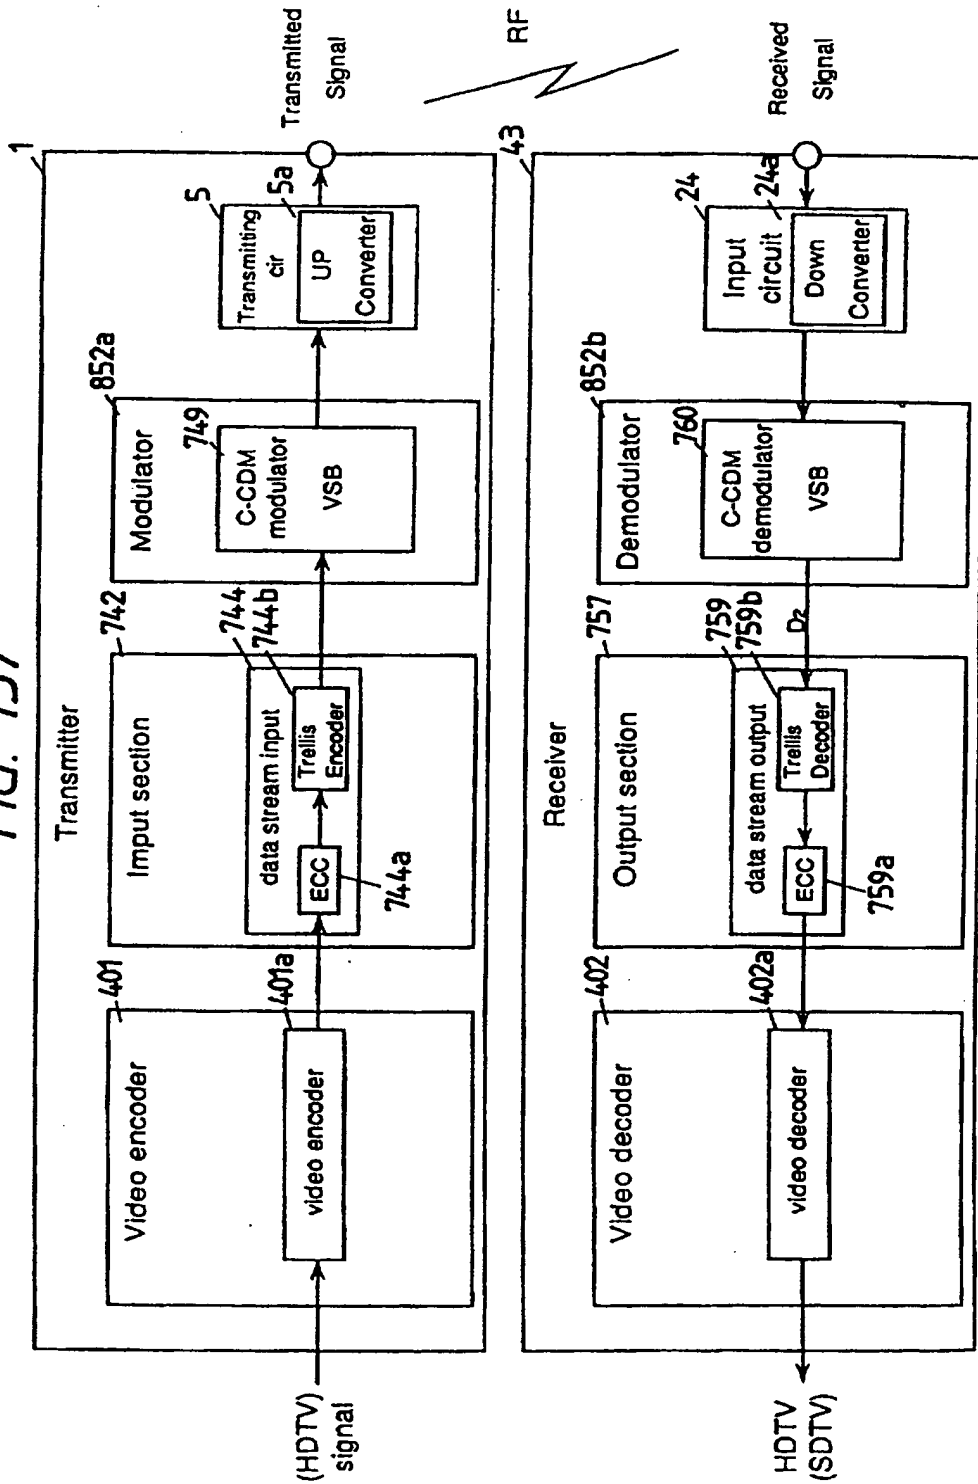 FIG. 157
Transmitter
1
(HDTV)
signal
401
Video encoder
401a
video encoder
742
Imput section
744
744b
data stream input
ECC
744a
Trellis
Encoder
852a
Modulator
749
C-CDM
modulator
VSB
5
Transmitting
cir
5a
UP
Converter
Transmitted
Signal
RF
Receiver
43
HDTV
(SDTV)
402
Video decoder
402a
video decoder
757
Output section
759
759b
data stream output
ECC
759a
Trellis
Decoder
D2
852b
Demodulator
760
C-CDM
demodulator
VSB
24
Input
circuit
24a
Down
Converter
Received
Signal